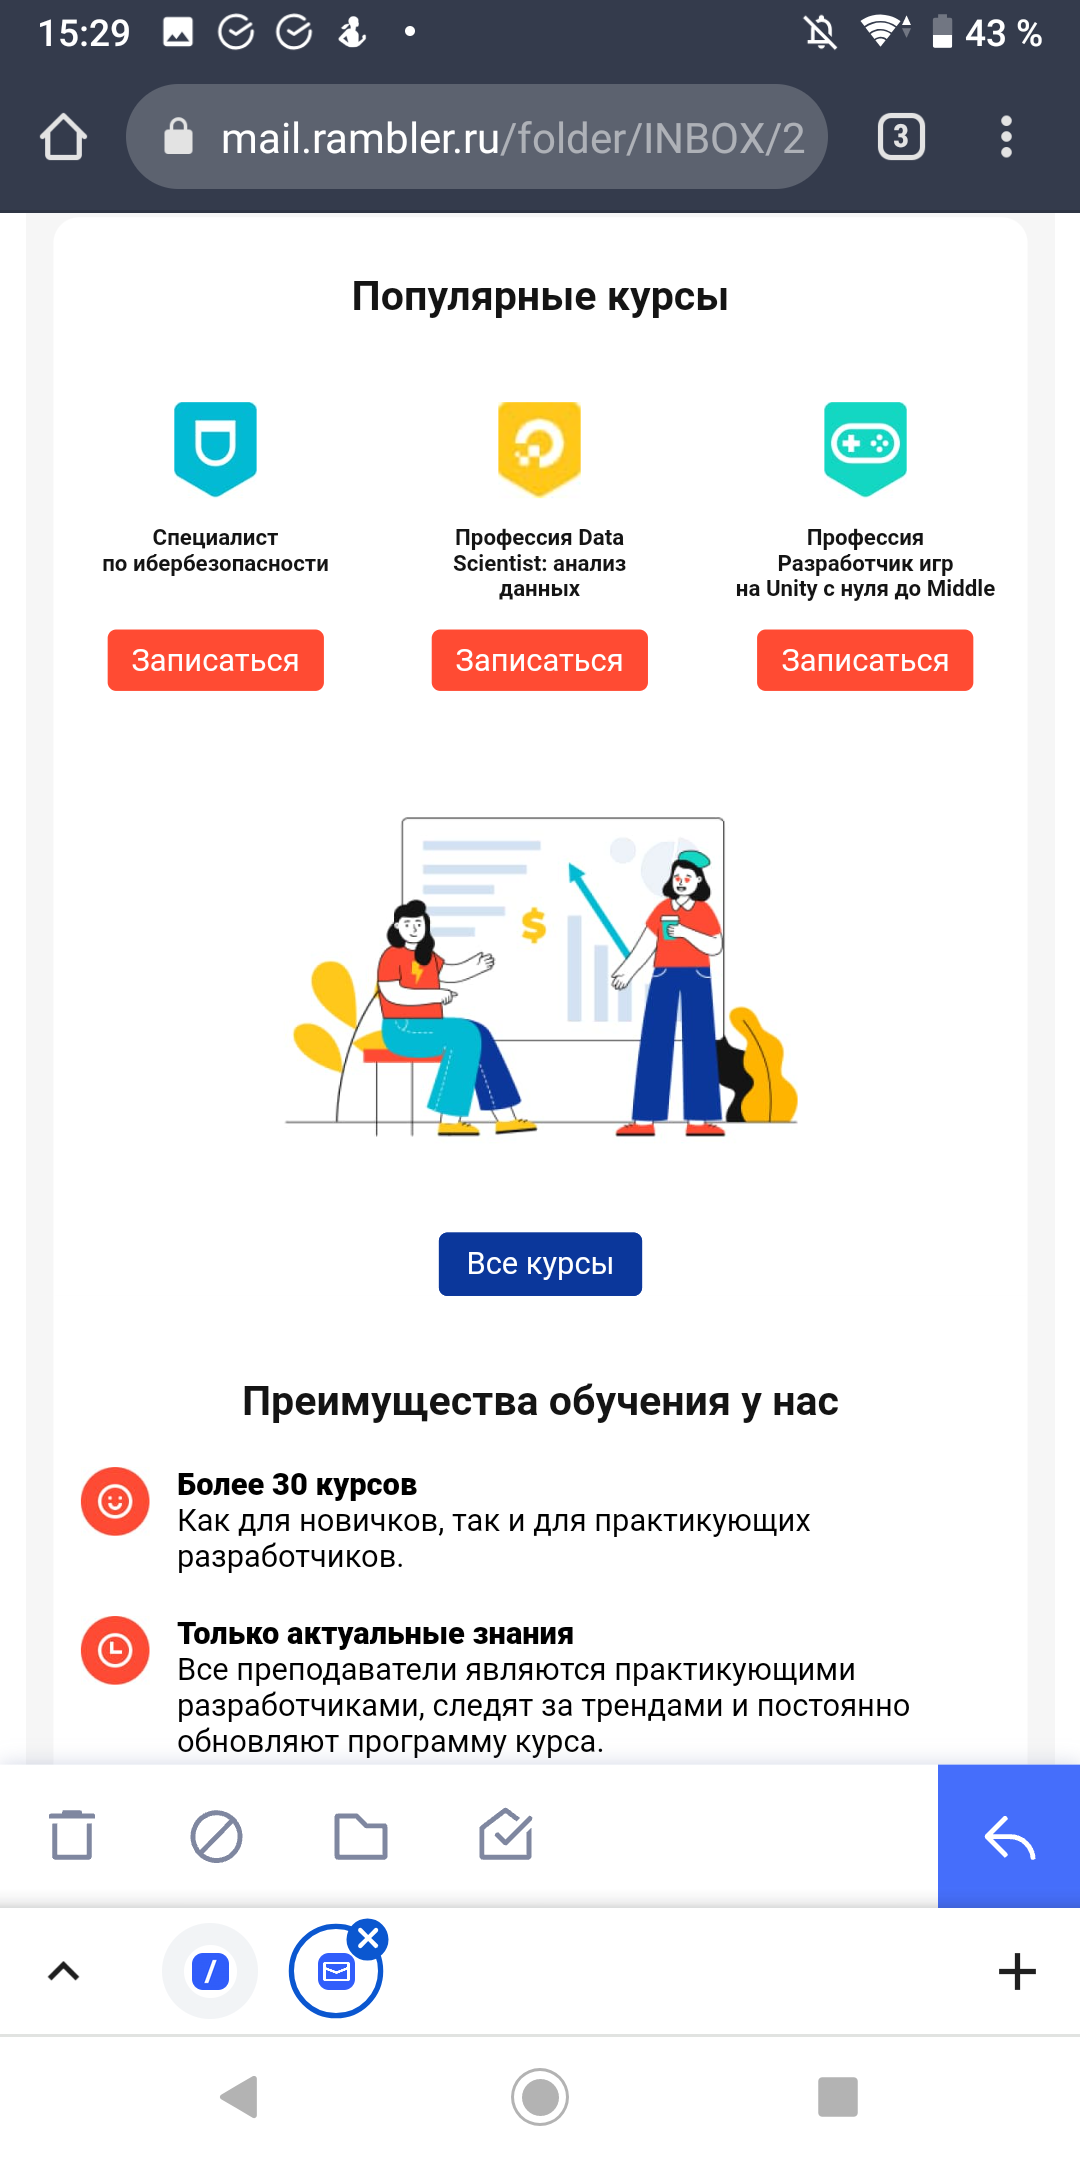 15:29
43 %
mail.rambler.ru/folder/INBOX/2
3
Популярные курсы
Специалист
по ибербезопасности
Записаться
Профессия Data
Scientist: анализ
данных
Записаться
Профессия
Разработчик игр
на Unity с нуля до Middle
Записаться
$
Все курсы
Преимущества обучения у нас
Более 30 курсов
Как для новичков, так и для практикующих
разработчиков.
Только актуальные знания
Все преподаватели являются практикующими
разработчиками, следят за трендами и постоянно
обновляют программу курса.